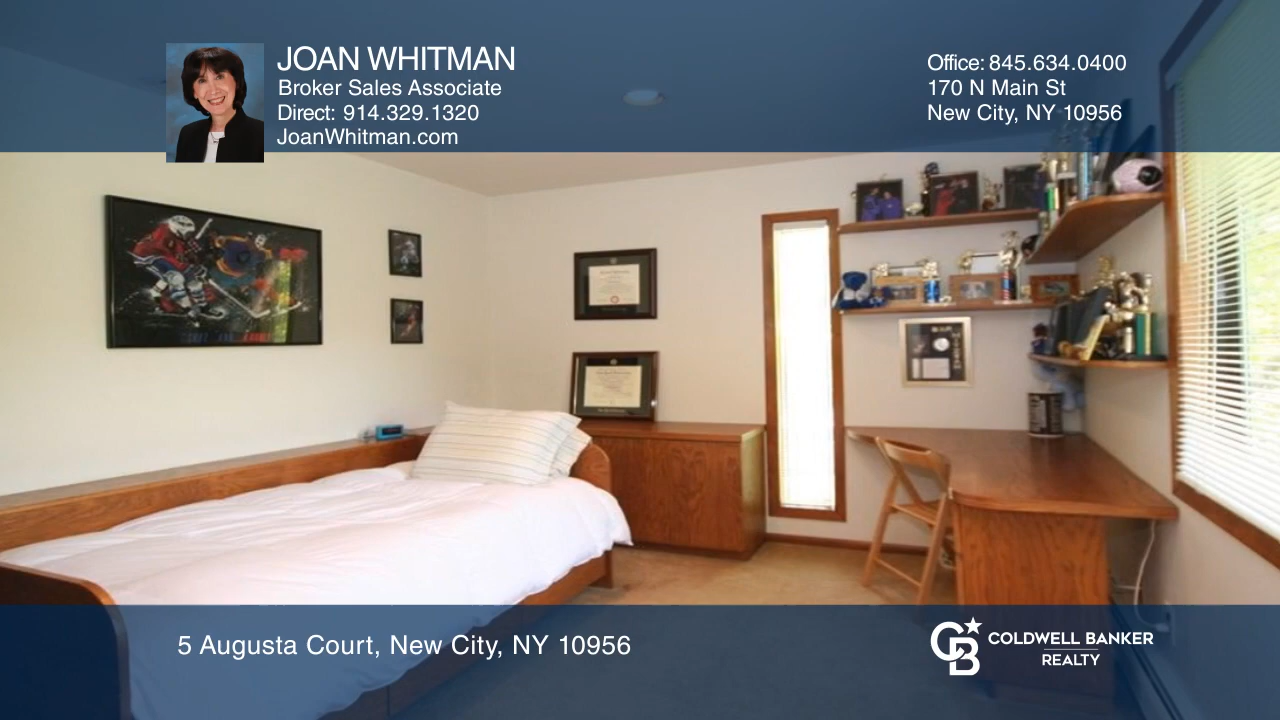 JOAN WHITMAN
Broker Sales Associate
Direct: 914.329.1320
JoanWhitman.com
Office: 845.634.0400
170 N Main St
New City, NY 10956
5 Augusta Court, New City, NY 10956
CB
COLDWELL BANKER
REALTY